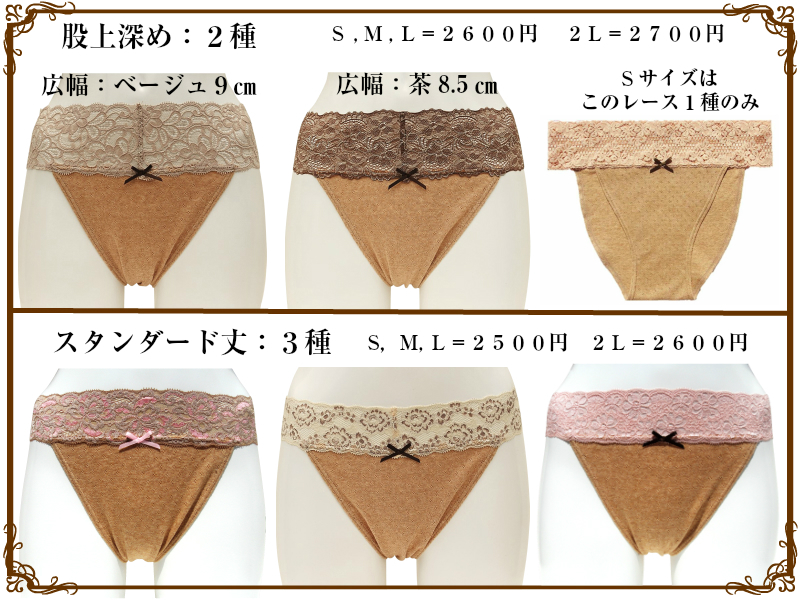 股上深め：２種
Ｓ,Ｍ,Ｌ＝２６００円　２Ｌ＝２７００円
広幅：ベージュ９㎝
広幅：茶 8.5 ㎝
Ｓサイズは
このレース１種のみ
スタンダード丈：３種
Ｓ, Ｍ,Ｌ＝２５００円　２Ｌ＝２６００円